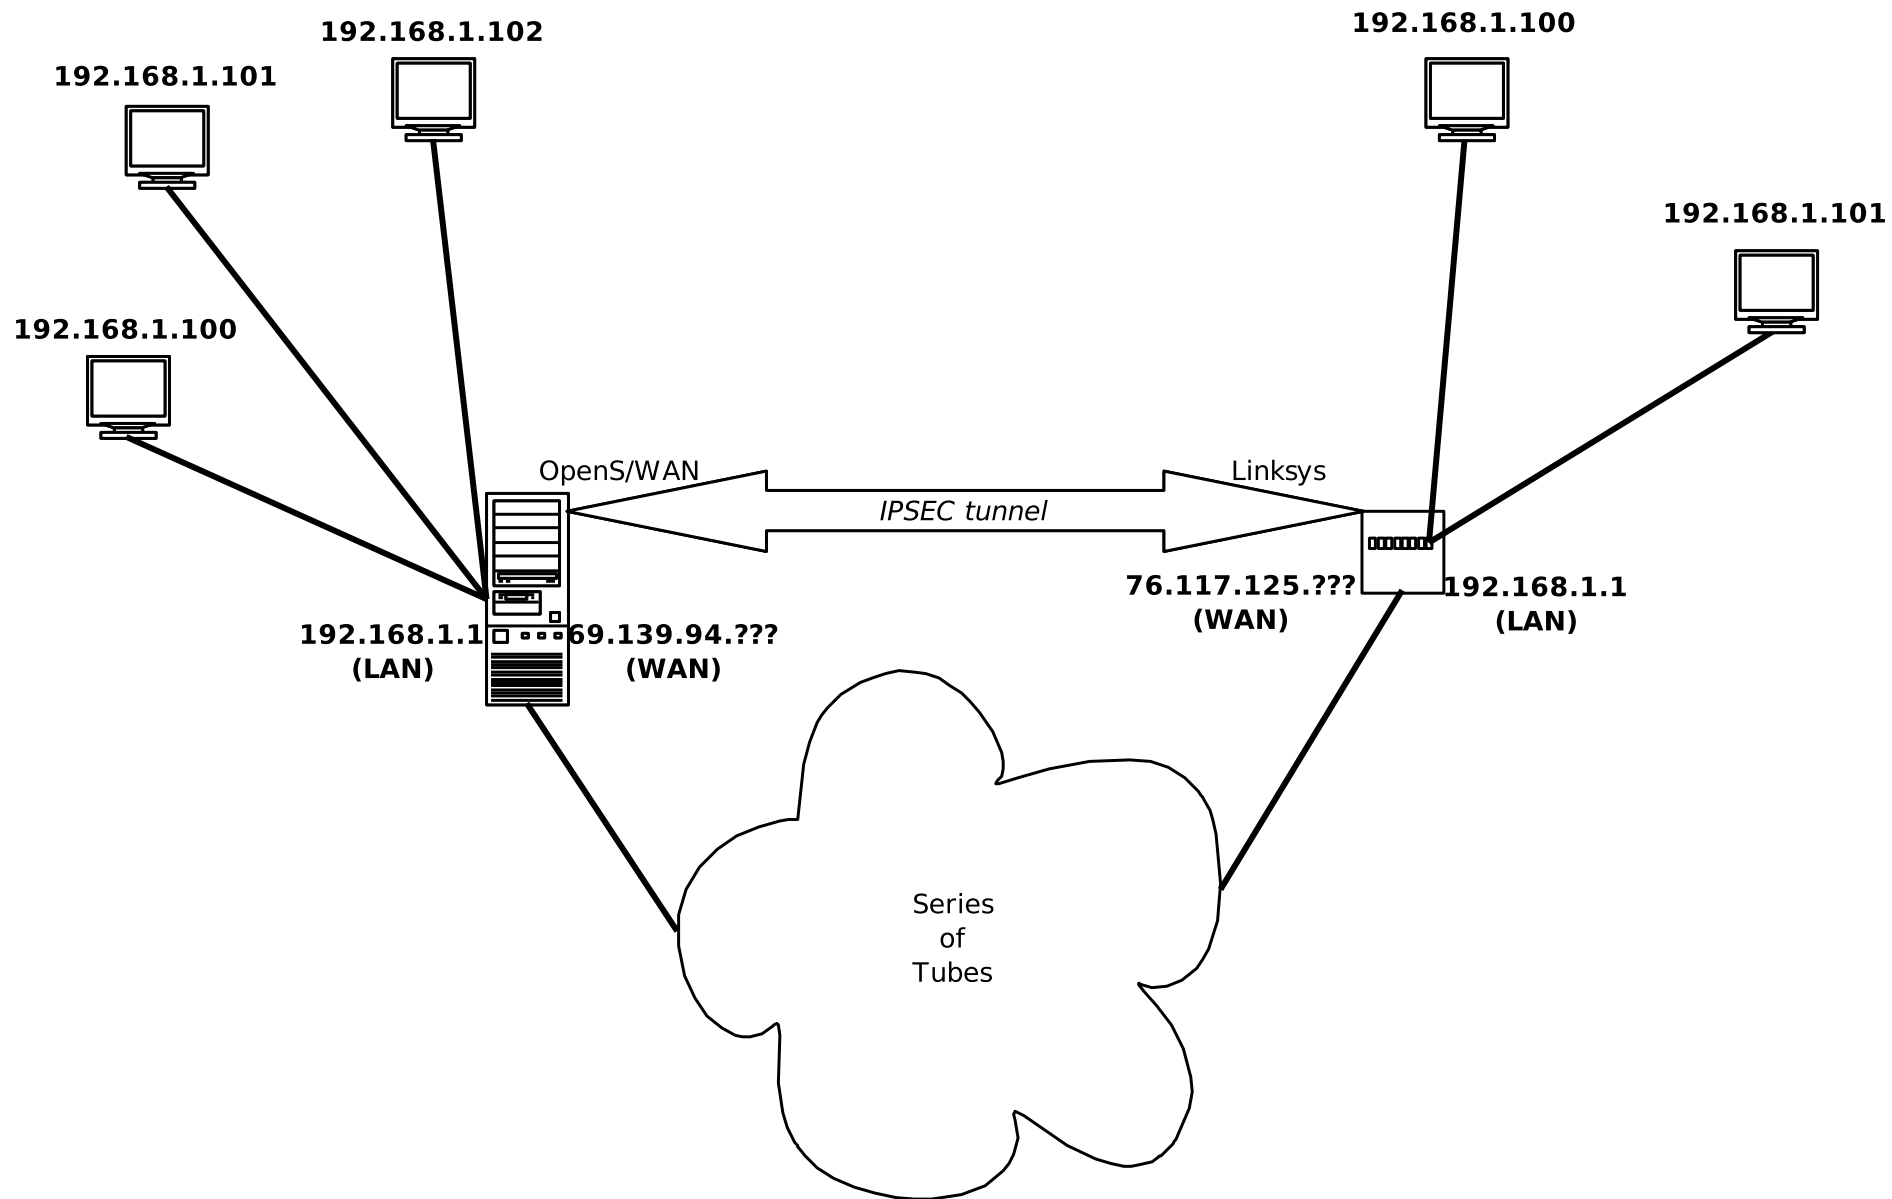 192.168.1.102
192.168.1.100
192.168.1.101
192.168.1.101
192.168.1.100
OpenS/WAN
Linksys
IPSEC tunnel
76.117.125.???
(WAN)
192.168.1.1
(LAN)
192.168.1.1
(LAN)
69.139.94.???
(WAN)
Series
of
Tubes